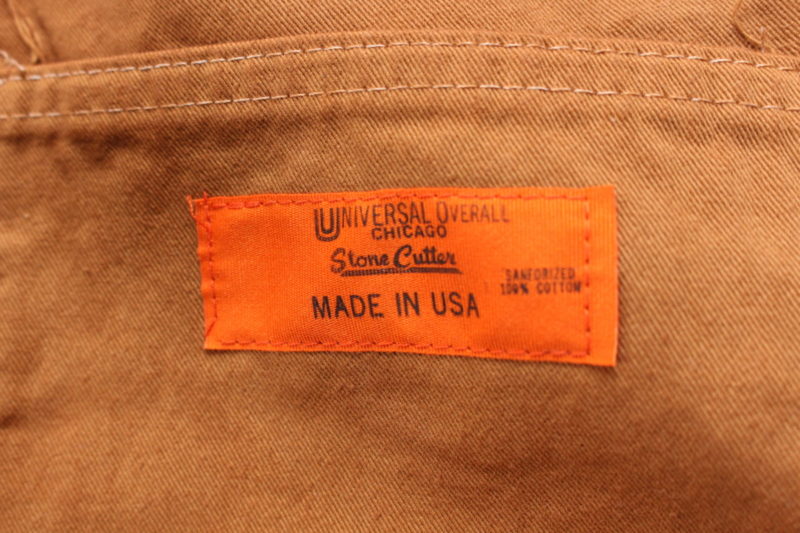 UNIVERSAL OVERALL
CHICAGO
Stone Cutter
SANFORIZED
100% COTTON
MADE IN USA